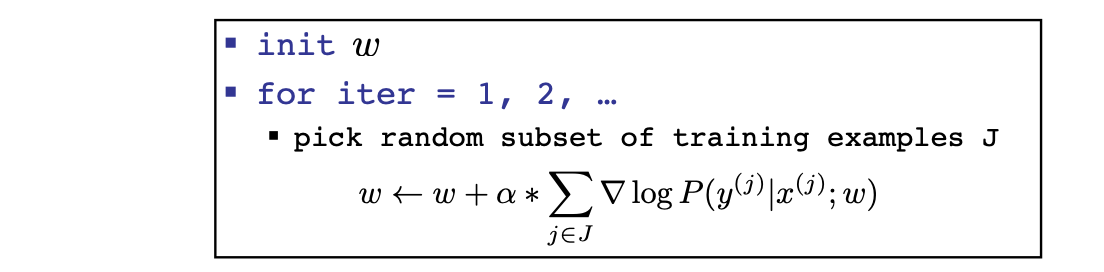 ▪ init w
▪ for iter = 1, 2, …
▪ pick random subset of training examples J
w ← w + α * ∑_{j∈J} ∇ log P(y^{(j)}|x^{(j)}; w)